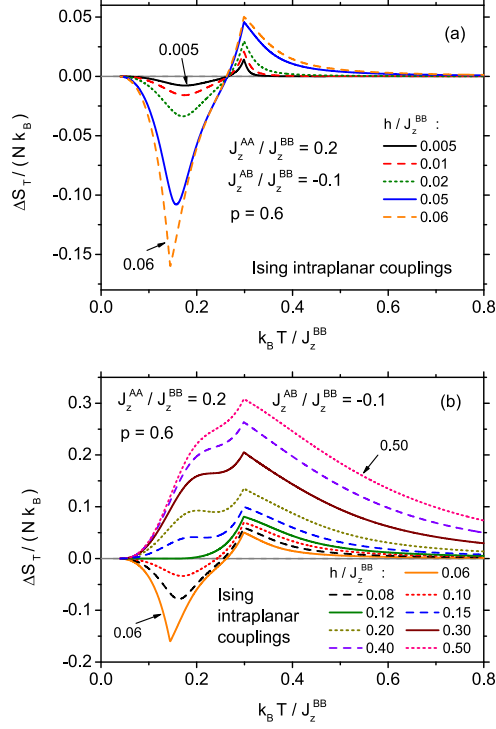 (a)
0.05
0.00
-0.05
-0.10
-0.15
ΔS_T / (N k_B)
0.005
J_z^AA / J_z^BB = 0.2
J_z^AB / J_z^BB = -0.1
p = 0.6
h / J_z^BB :
0.005
0.01
0.02
0.05
0.06
0.06
Ising intraplanar couplings
0.0 0.2 0.4 0.6 0.8
k_B T / J_z^BB
J_z^AA / J_z^BB = 0.2 J_z^AB / J_z^BB = -0.1 (b)
p = 0.6
0.50
0.3
0.2
0.1
0.0
-0.1
-0.2
ΔS_T / (N k_B)
h / J_z^BB : 0.06
0.08 0.10
0.12 0.15
0.20 0.30
0.40 0.50
Ising
intraplanar
couplings
0.06
0.0 0.2 0.4 0.6 0.8
k_B T / J_z^BB